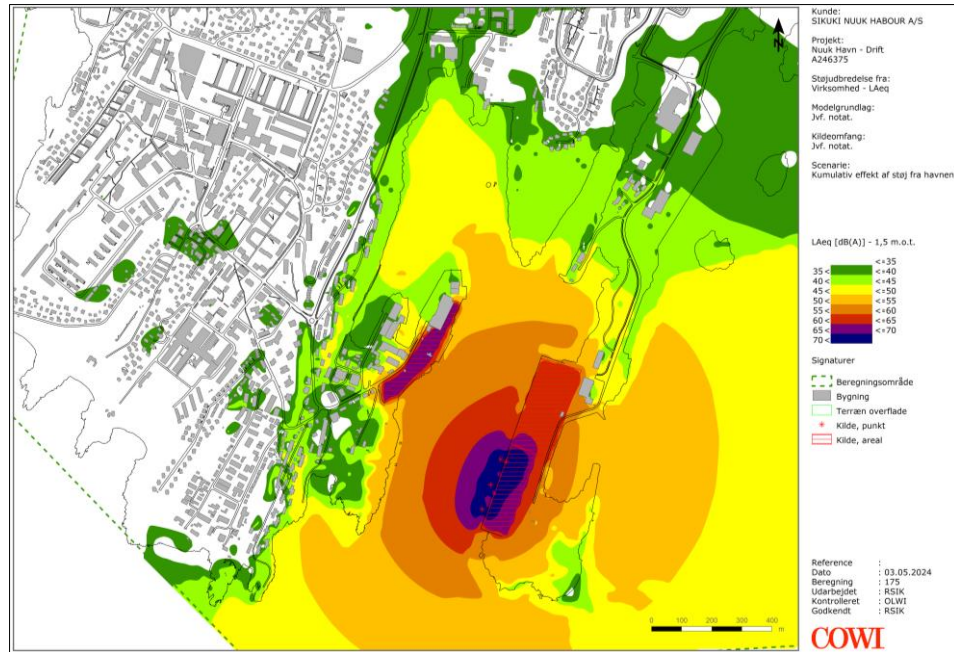 Kunde:
SIKUKI NUUK HABOUR A/S
Projekt:
Nuuk Havn - Drift
A246375
Støjudbredelse fra:
Virksomhed - LAeq
Modelgrundlag:
Jvf. notat.
Kildeomfang:
Jvf. notat.
Scenarie:
Kumulativ effekt af støj fra havnen
N
LAeq [dB(A)] - 1,5 m.o.t.
<=35
35 < <=40
40 < <=45
45 < <=50
50 < <=55
55 < <=60
60 < <=65
65 < <=70
70 <
Signaturer
Beregningsområde
Bygning
Terræn overflade
Kilde, punkt
Kilde, areal
0 100 200 300 400
m
Reference :
Dato : 03.05.2024
Beregning : 175
Udarbejdet : RSIK
Kontrolleret : OLWI
Godkendt : RSIK
COWI